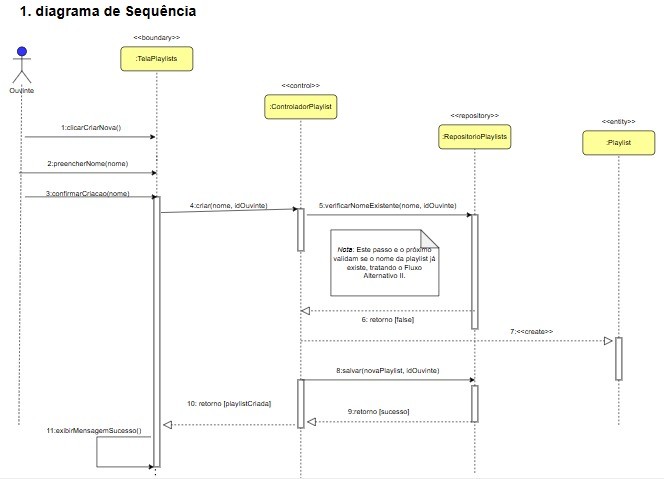 1. diagrama de Sequência
<<boundary>>
:TelaPlaylists
Ouvinte
<<control>>
:ControladorPlaylist
<<repository>>
:RepositorioPlaylists
<<entity>>
:Playlist
1:clicarCriarNova()
2:preencherNome(nome)
3:confirmarCriacao(nome)
4:criar(nome, idOuvinte)
5:verificarNomeExistente(nome, idOuvinte)
Nota: Este passo e o próximo
validam se o nome da playlist já
existe, tratando o Fluxo
Alternativo II.
6: retorno [false]
7:<<create>>
8:salvar(novaPlaylist, idOuvinte)
9:retorno [sucesso]
10: retorno [playlistCriada]
11:exibirMensagemSucesso()